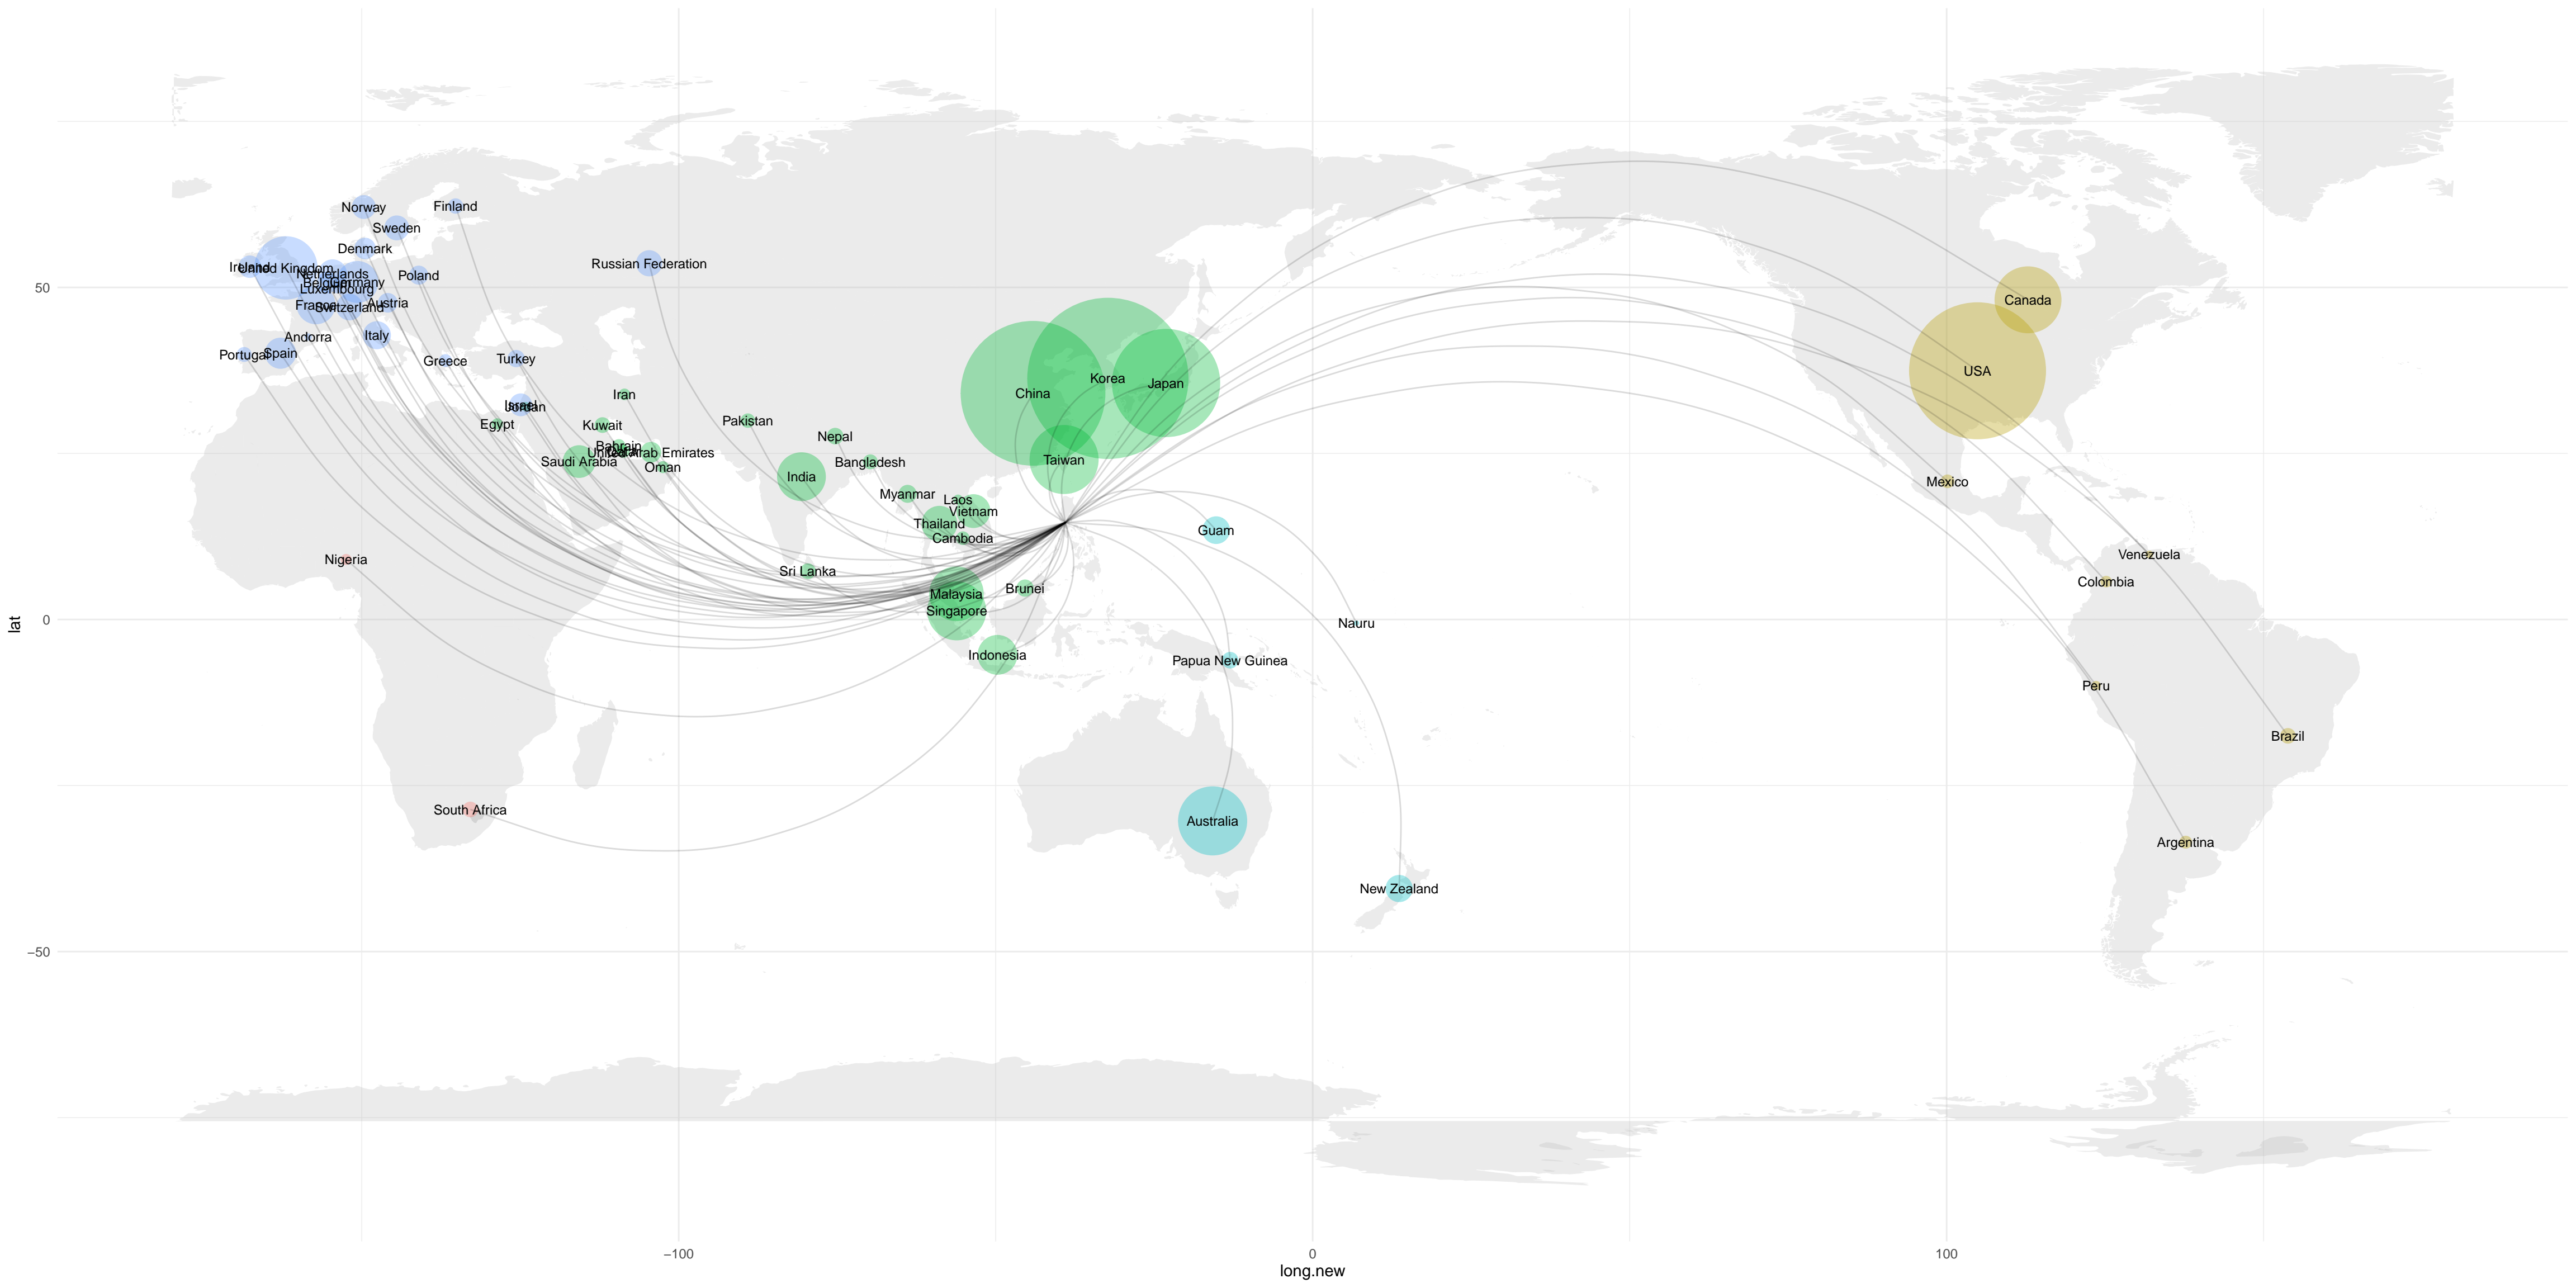 Norway
Finland
Sweden
Denmark
Russian Federation
Ireland
United Kingdom
Netherlands
Poland
Belgium
Germany
Luxembourg
50
Canada
France
Switzerland
Austria
Andorra
Italy
Portugal
Spain
Greece
Turkey
USA
Korea
Japan
China
Iran
Israel
Jordan
Egypt
Kuwait
Pakistan
Nepal
Bahrain
United Arab Emirates
Saudi Arabia
Oman
Bangladesh
Taiwan
India
Mexico
Myanmar
Laos
Vietnam
Thailand
Guam
Cambodia
Venezuela
Nigeria
Sri Lanka
Colombia
Brunei
Malaysia
Singapore
lat
0
Nauru
Indonesia
Papua New Guinea
Peru
Brazil
South Africa
Australia
Argentina
New Zealand
−50
−100
0
100
long.new